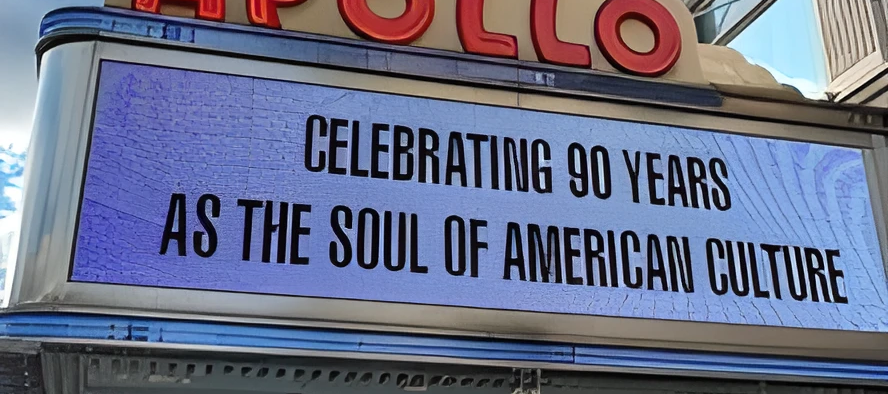 APOLLO
CELEBRATING 90 YEARS
AS THE SOUL OF AMERICAN CULTURE